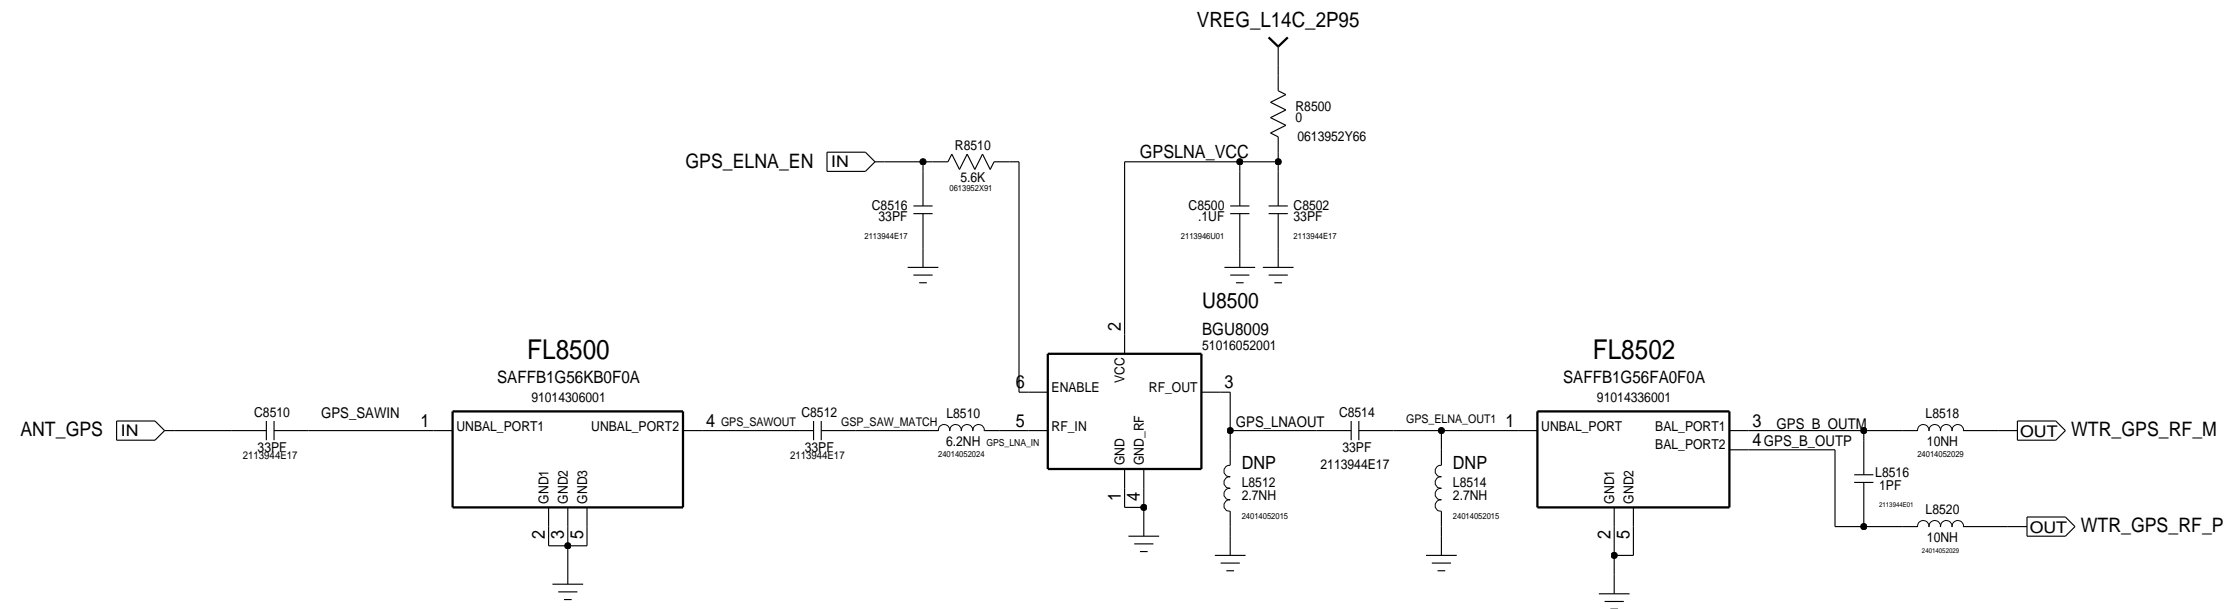 VREG_L14C_2P95
R8500
0
0613952Y66
GPS_ELNA_EN
IN
R8510
5.6K
0613952X91
GPSLNA_VCC
C8516
33PF
2113944E17
C8500
.1UF
2113946U01
C8502
33PF
2113944E17
U8500
BGU8009
51016052001
2
VCC
6
ENABLE
RF_OUT
3
5
RF_IN
GND
GND_RF
1
4
FL8500
SAFFB1G56KB0F0A
91014306001
ANT_GPS
IN
C8510
33PF
2113944E17
GPS_SAWIN
1
UNBAL_PORT1
UNBAL_PORT2
4
GND1
GND2
GND3
2
3
5
GPS_SAWOUT
C8512
33PF
2113944E17
GSP_SAW_MATCH
L8510
6.2NH
24014052024
GPS_LNA_IN
GPS_LNAOUT
DNP
L8512
2.7NH
24014052015
C8514
33PF
2113944E17
GPS_ELNA_OUT1
DNP
L8514
2.7NH
24014052015
FL8502
SAFFB1G56FA0F0A
91014336001
1
UNBAL_PORT
BAL_PORT1
BAL_PORT2
3
4
GND1
GND2
2
5
GPS_B_OUTM
GPS_B_OUTP
L8518
10NH
24014052029
OUT
WTR_GPS_RF_M
L8516
1PF
2113944E01
L8520
10NH
24014052029
OUT
WTR_GPS_RF_P